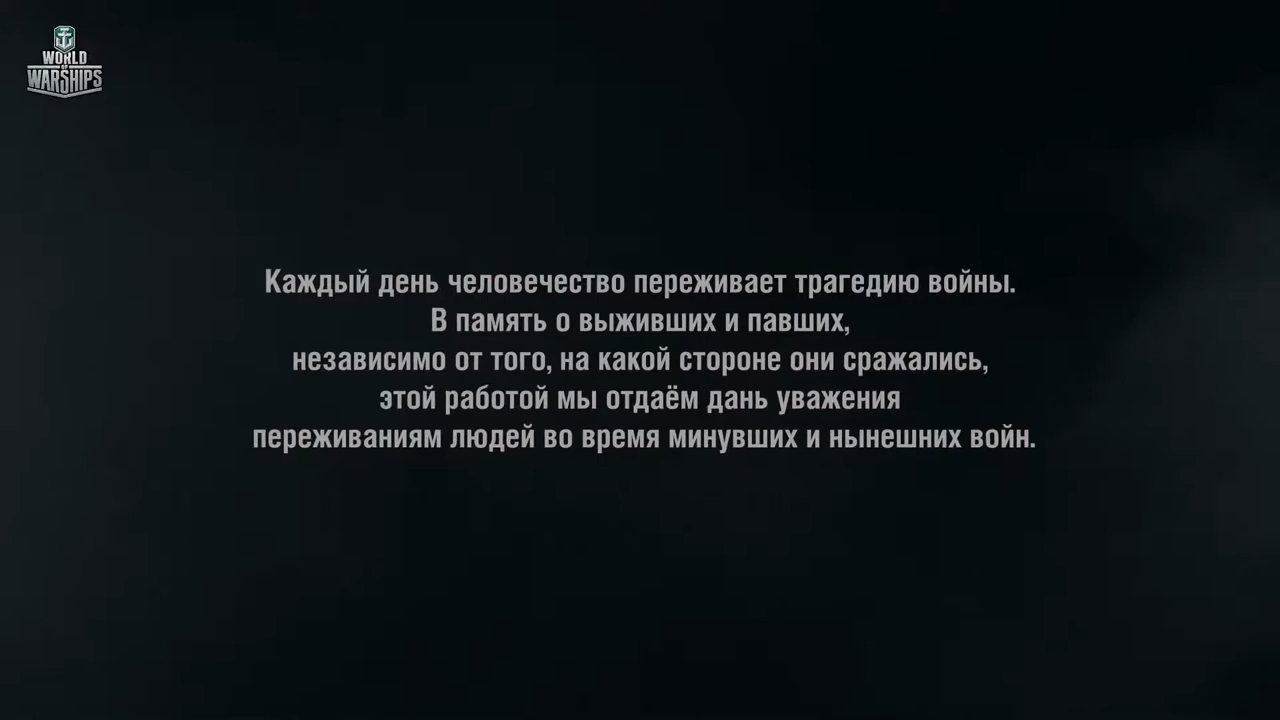 WORLD
OF
WARSHIPS
Каждый день человечество переживает трагедию войны.
В память о выживших и павших,
независимо от того, на какой стороне они сражались,
этой работой мы отдаём дань уважения
переживаниям людей во время минувших и нынешних войн.